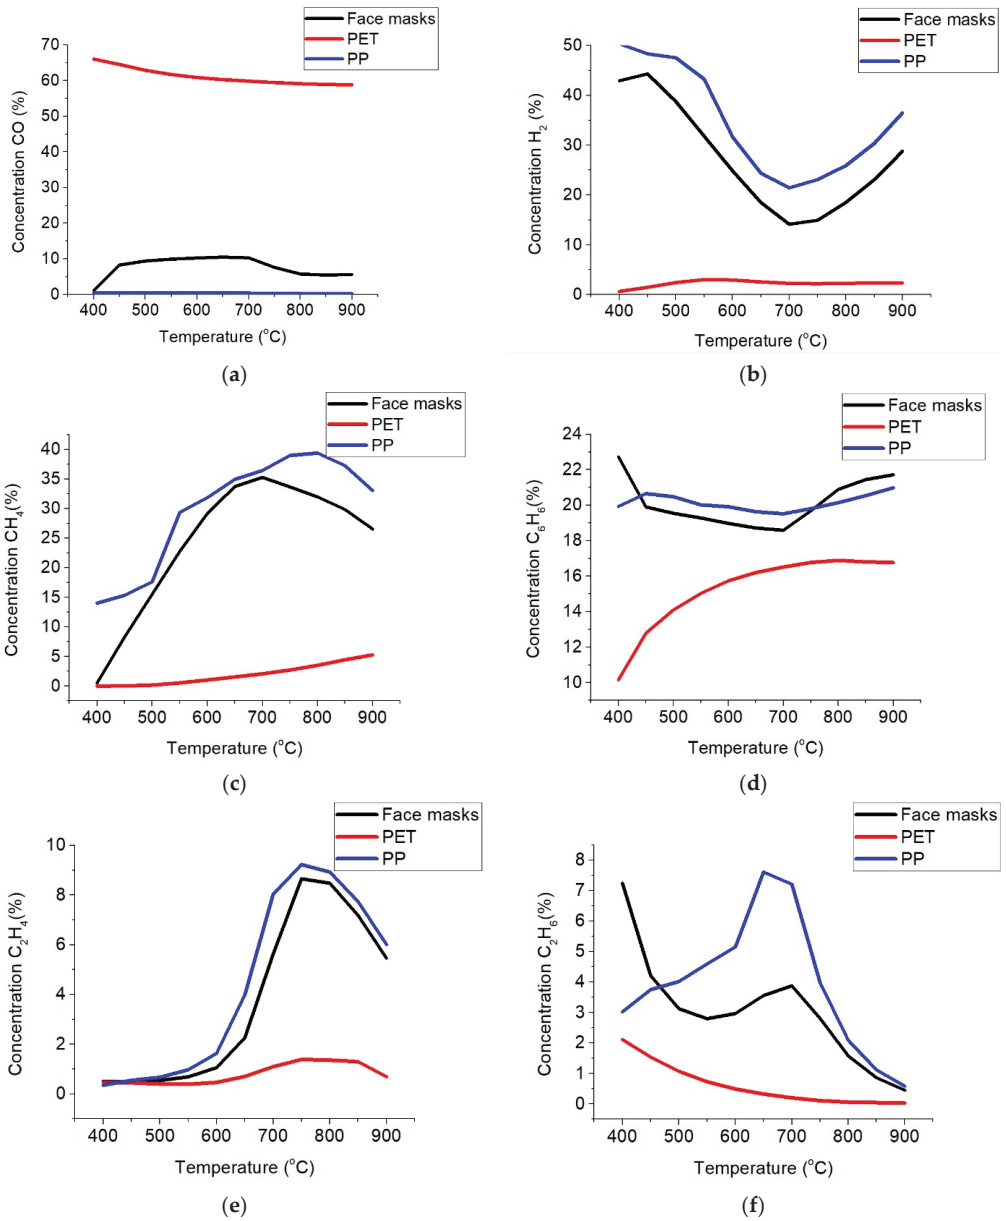 Face masks
PET
PP
Concentration CO (%)
70
60
50
40
30
20
10
0
400 500 600 700 800 900
Temperature (°C)
(a)
Face masks
PET
PP
Concentration H₂ (%)
50
40
30
20
10
0
400 500 600 700 800 900
Temperature (°C)
(b)
Face masks
PET
PP
Concentration CH₄(%)
40
35
30
25
20
15
10
5
0
400 500 600 700 800 900
Temperature (°C)
(c)
Face masks
PET
PP
Concentration C₆H₆(%)
24
22
20
18
16
14
12
10
400 500 600 700 800 900
Temperature (°C)
(d)
Face masks
PET
PP
Concentration C₂H₄(%)
10
8
6
4
2
0
400 500 600 700 800 900
Temperature (°C)
(e)
Face masks
PET
PP
Concentration C₂H₆(%)
8
7
6
5
4
3
2
1
0
400 500 600 700 800 900
Temperature (°C)
(f)